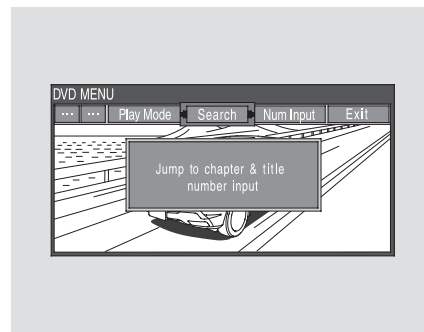 DVD MENU
... ... Play Mode Search Num Input Exit
Jump to chapter & title
number input